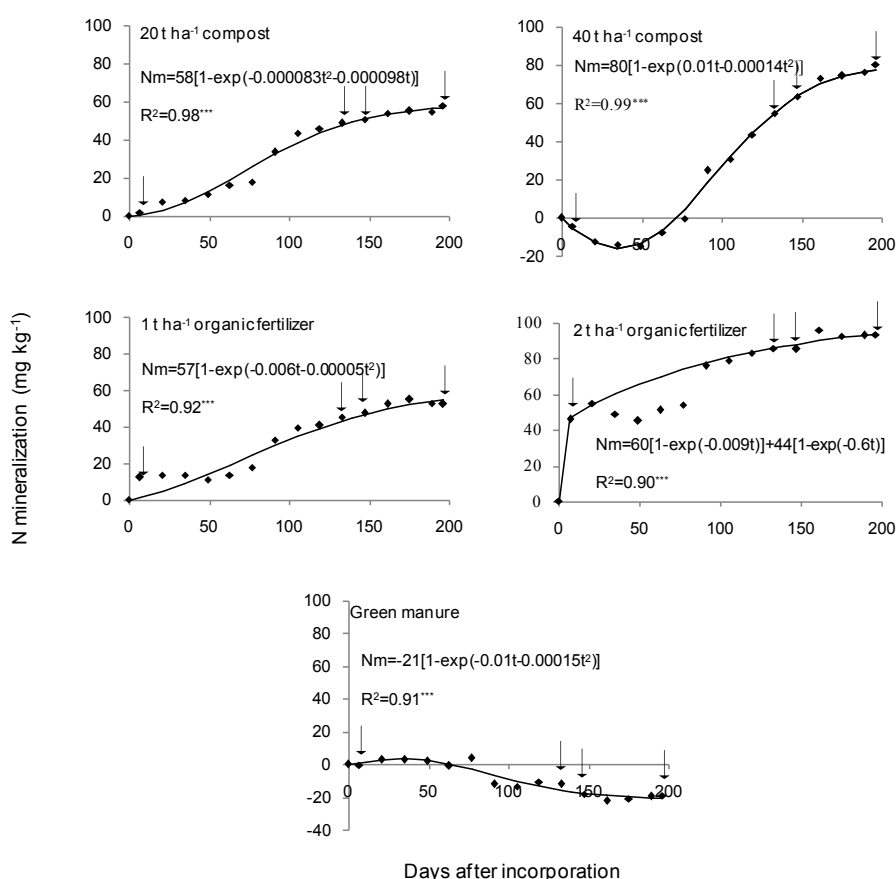 20 t ha⁻¹ compost
Nm=58[1-exp(-0.000083t²-0.000098t)]
R²=0.98***
100
80
60
40
20
0
0 50 100 150 200
40 t ha⁻¹ compost
Nm=80[1-exp(0.01t-0.00014t²)]
R²=0.99***
100
80
60
40
20
0
-20
0 50 100 150 200
N mineralization (mg kg⁻¹)
1 t ha⁻¹ organic fertilizer
Nm=57[1-exp(-0.006t-0.00005t²)]
R²=0.92***
100
80
60
40
20
0
0 50 100 150 200
2 t ha⁻¹ organic fertilizer
Nm=60[1-exp(-0.009t)]+44[1-exp(-0.6t)]
R²=0.90***
100
80
60
40
20
0
0 50 100 150 200
Green manure
Nm=-21[1-exp(-0.01t-0.00015t²)]
R²=0.91***
100
80
60
40
20
0
-20
-40
0 50 100 150 200
Days after incorporation